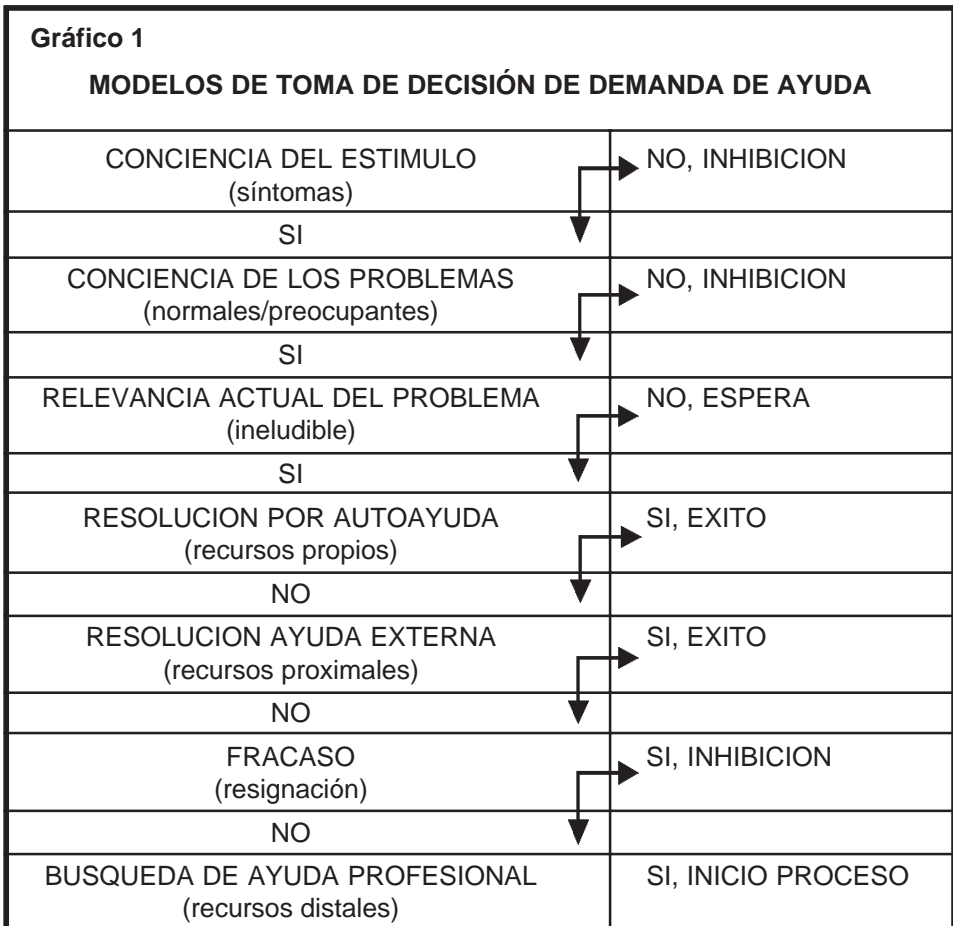 Gráfico 1
MODELOS DE TOMA DE DECISIÓN DE DEMANDA DE AYUDA
CONCIENCIA DEL ESTIMULO
(síntomas)
NO, INHIBICION
SI
CONCIENCIA DE LOS PROBLEMAS
(normales/preocupantes)
NO, INHIBICION
SI
RELEVANCIA ACTUAL DEL PROBLEMA
(ineludible)
NO, ESPERA
SI
RESOLUCION POR AUTOAYUDA
(recursos propios)
SI, EXITO
NO
RESOLUCION AYUDA EXTERNA
(recursos proximales)
SI, EXITO
NO
FRACASO
(resignación)
SI, INHIBICION
NO
BUSQUEDA DE AYUDA PROFESIONAL
(recursos distales)
SI, INICIO PROCESO